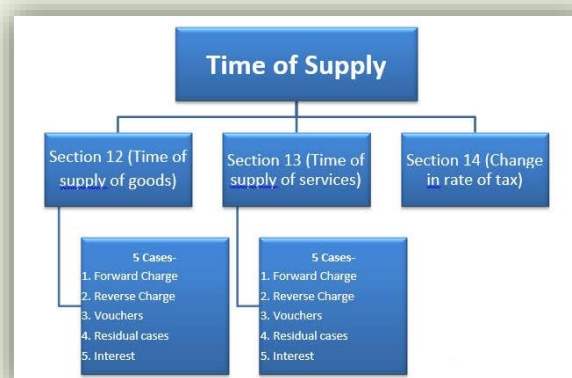 Time of Supply
Section 12 (Time of
supply of goods)
Section 13 (Time of
supply of services)
Section 14 (Change
in rate of tax)
5 Cases-
1. Forward Charge
2. Reverse Charge
3. Vouchers
4. Residual cases
5. Interest
5 Cases-
1. Forward Charge
2. Reverse Charge
3. Vouchers
4. Residual cases
5. Interest